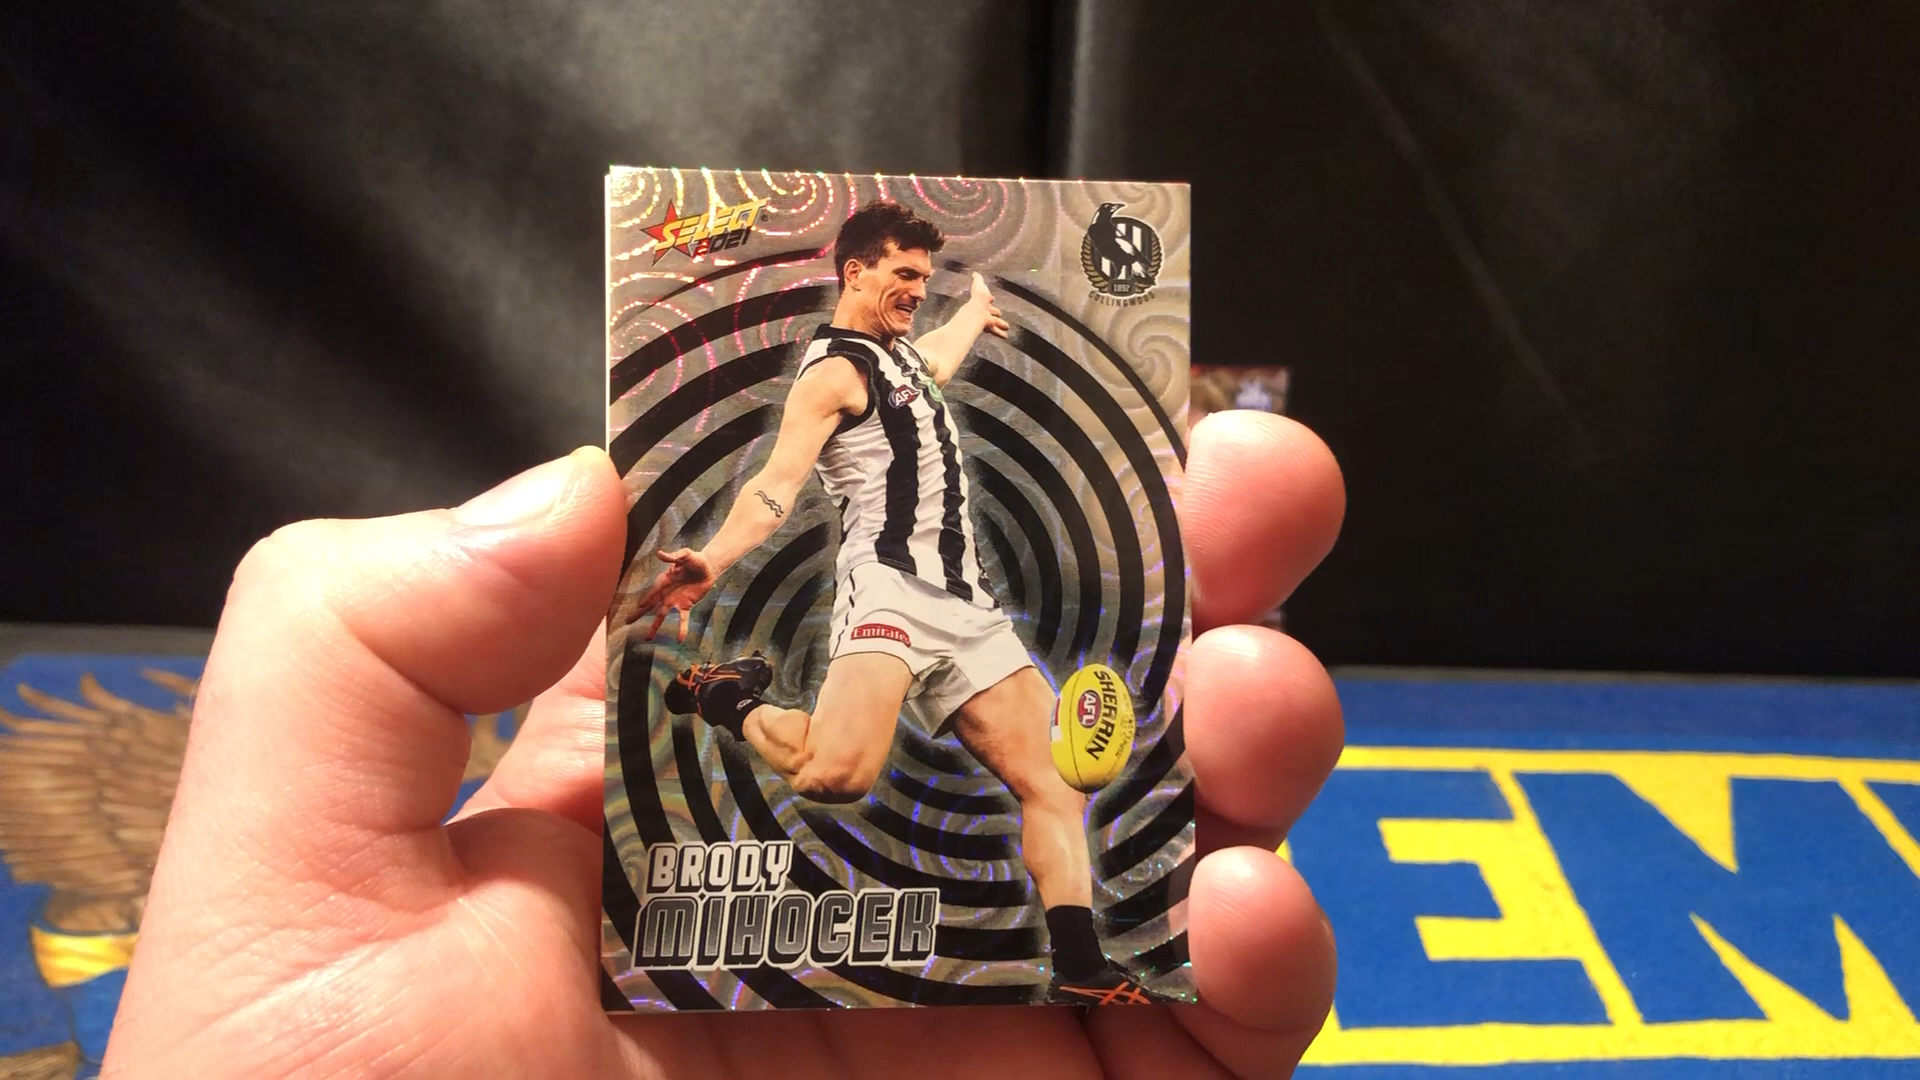 SELECT
2021
1892
COLLINGWOOD
AFL
Emirates
SHERRIN
AFL
BRODY
MIHOCEK
EM